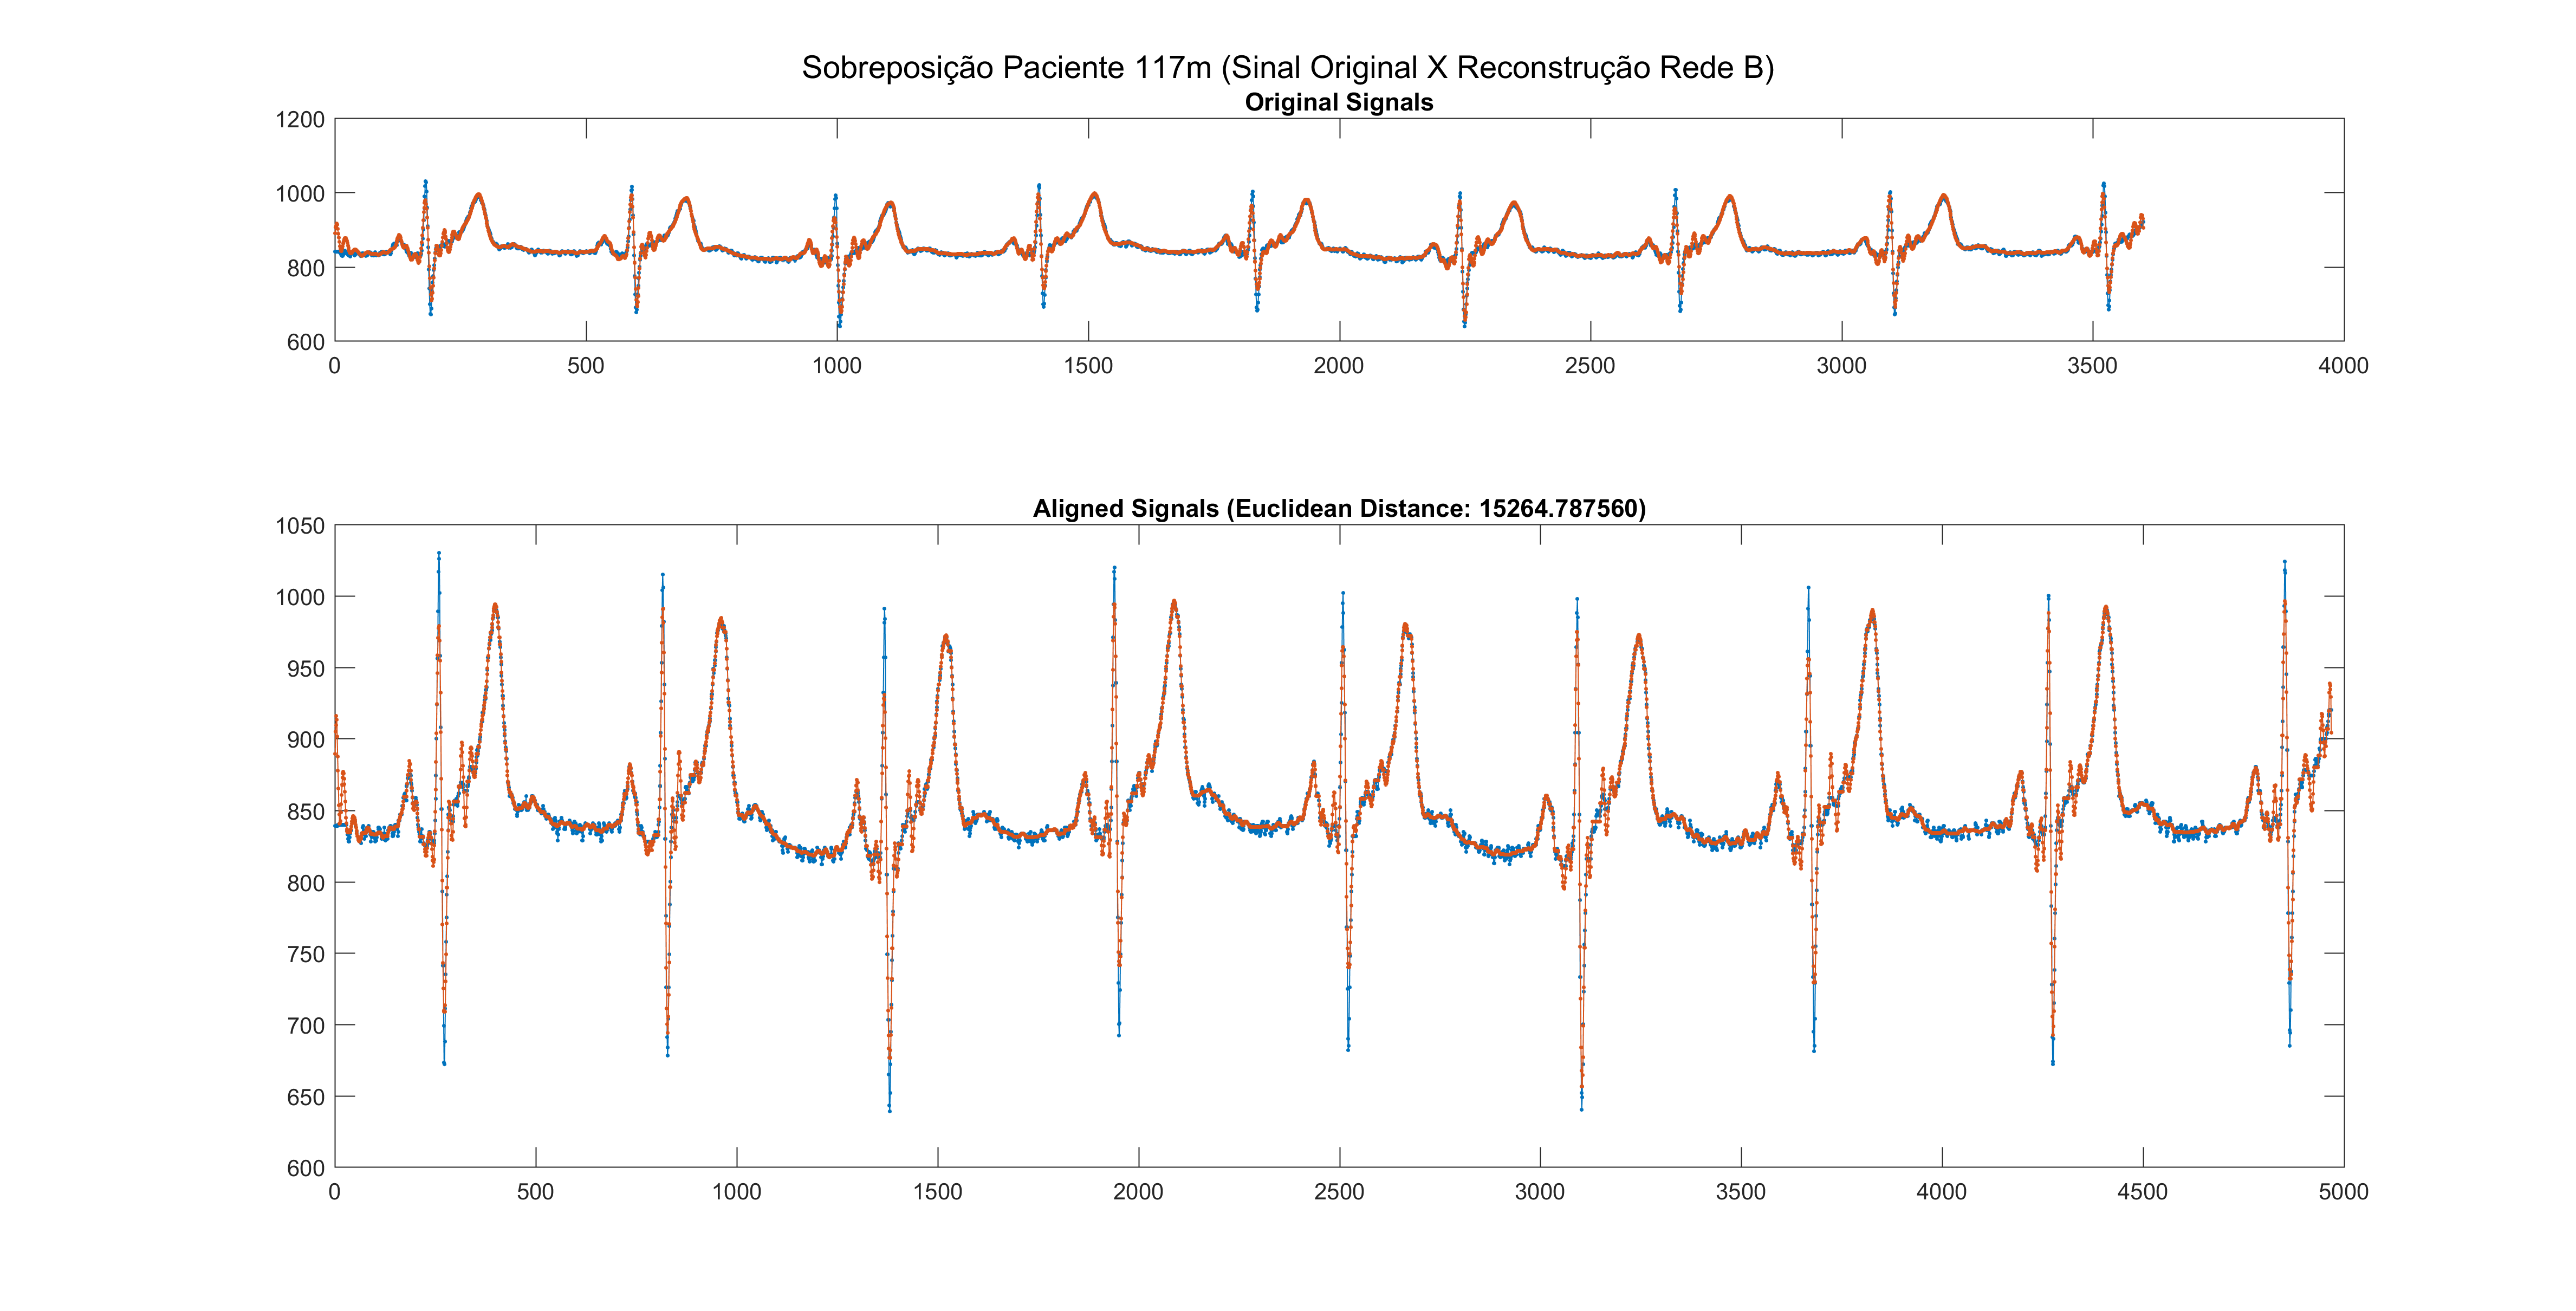 Sobreposição Paciente 117m (Sinal Original X Reconstrução Rede B)
Original Signals
1200
1000
800
600
0 500 1000 1500 2000 2500 3000 3500 4000
Aligned Signals (Euclidean Distance: 15264.787560)
1050
1000
950
900
850
800
750
700
650
600
0 500 1000 1500 2000 2500 3000 3500 4000 4500 5000